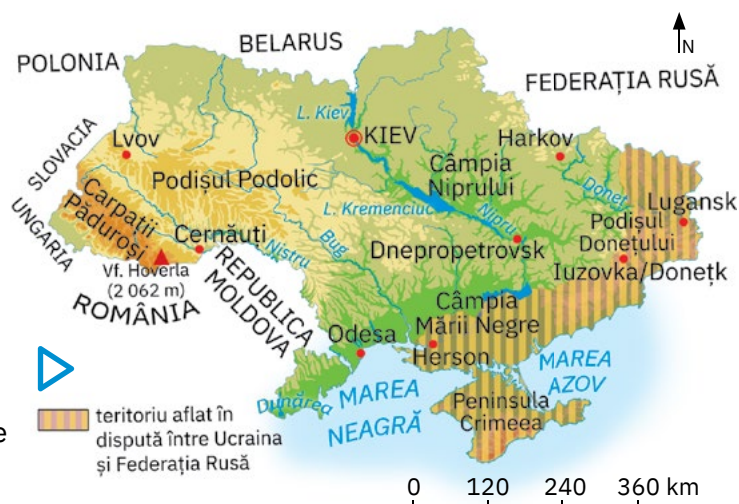 BELARUS
POLONIA
N
FEDERAȚIA RUSĂ
L. Kiev
SLOVACIA
Lvov
KIEV
Harkov
Câmpia
Niprului
Podișul Podolic
Doneț
UNGARIA
Carpații
Păduroși
L. Kremenciuc
Nipru
Lugansk
Podișul
Donețului
Cernăuți
Nistru
Bug
Dnepropetrovsk
Iuzovka/Donețk
Vf. Hoverla
(2 062 m)
ROMÂNIA
REPUBLICA
MOLDOVA
Câmpia
Mării Negre
Odesa
Herson
MAREA
AZOV
Dunărea
MAREA
NEAGRĂ
Peninsula
Crimeea
teritoriu aflat în
dispută între Ucraina
și Federația Rusă
e
0 120 240 360 km